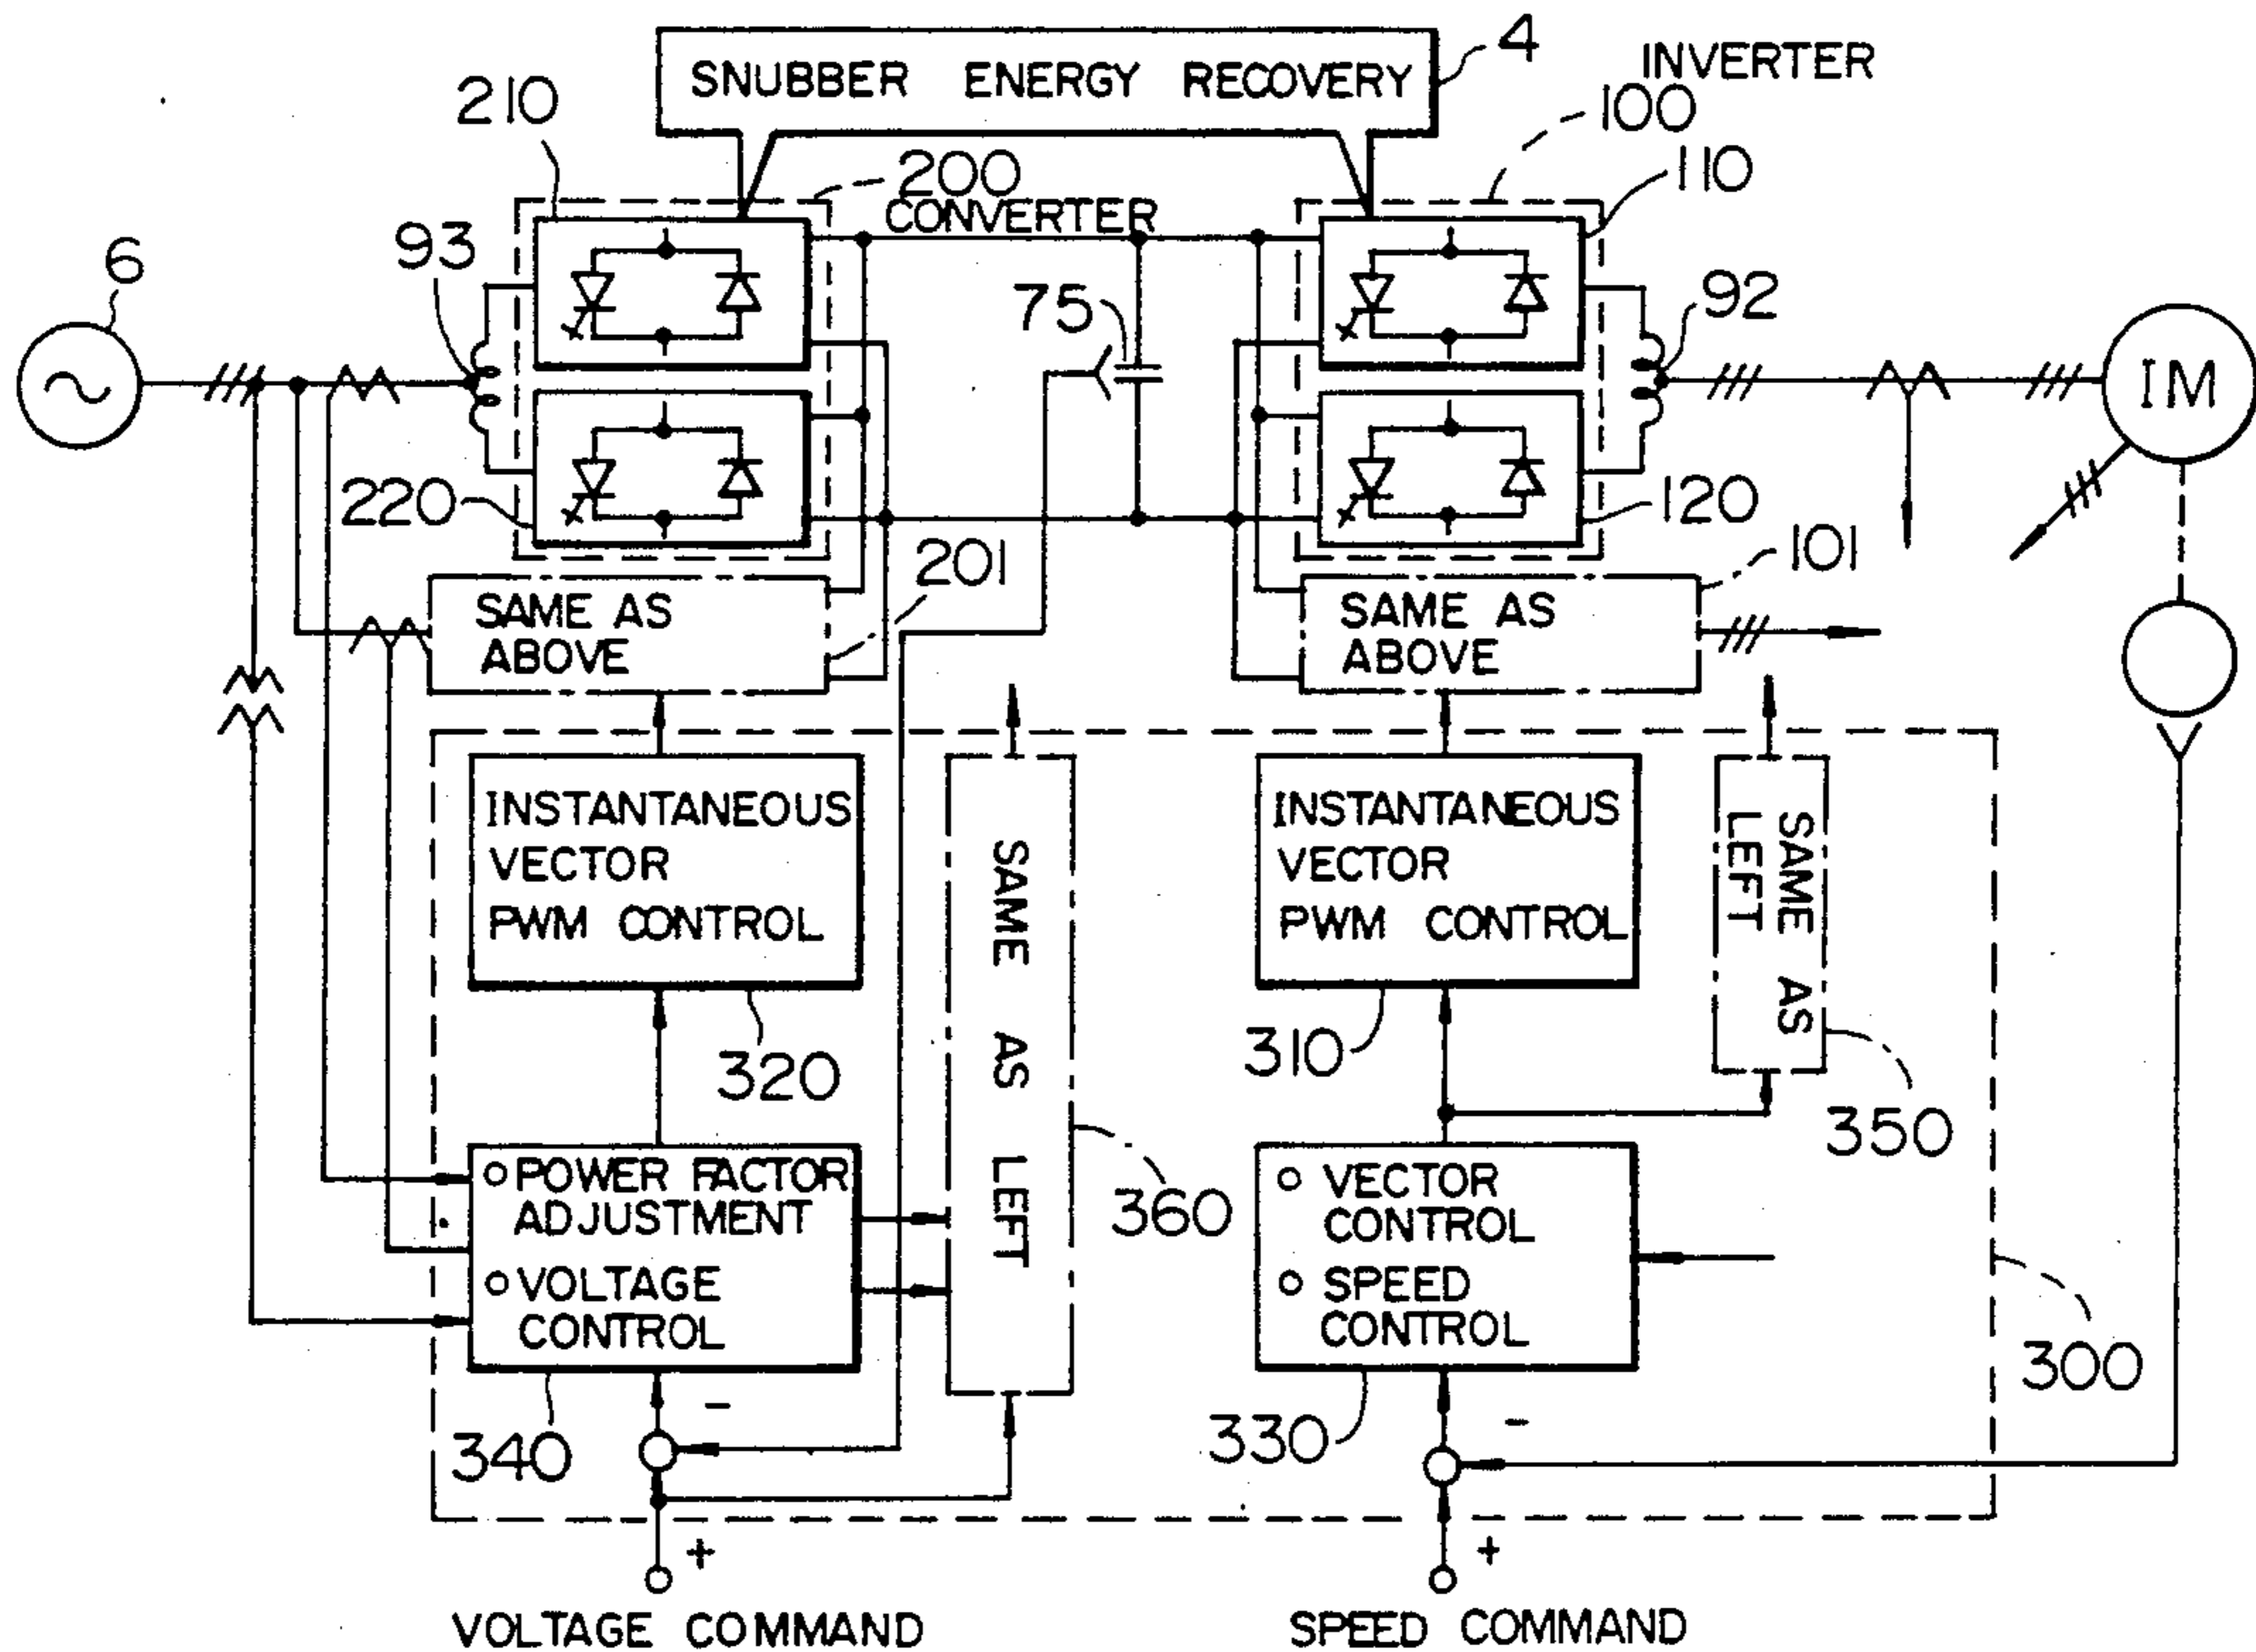 SNUBBER ENERGY RECOVERY
4
INVERTER
100
210
200
CONVERTER
110
6
93
75
92
IM
220
120
201
101
SAME AS
ABOVE
SAME AS
ABOVE
INSTANTANEOUS
VECTOR
PWM CONTROL
SAME AS LEFT
INSTANTANEOUS
VECTOR
PWM CONTROL
SAME AS
LEFT
320
310
350
○ POWER FACTOR
ADJUSTMENT
○ VOLTAGE
CONTROL
360
○ VECTOR
CONTROL
○ SPEED
CONTROL
300
340
-
330
-
+
+
VOLTAGE COMMAND
SPEED COMMAND